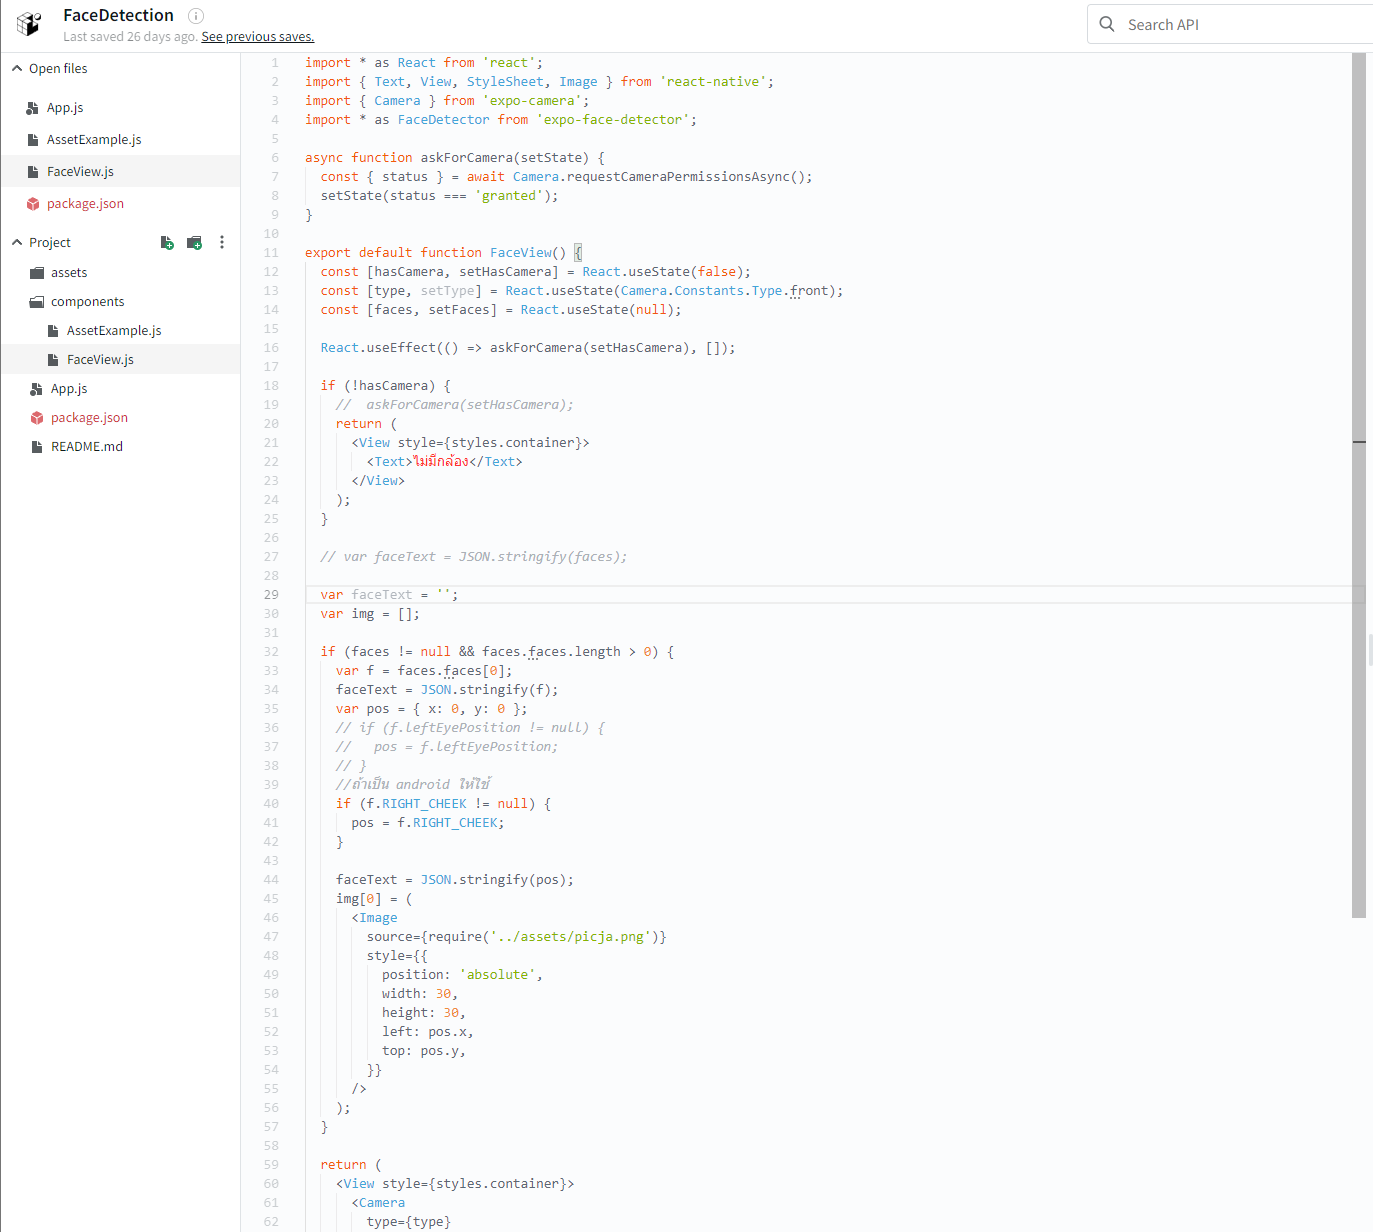 FaceDetection
Last saved 26 days ago. See previous saves.
Search API
Open files
App.js
AssetExample.js
FaceView.js
package.json
Project
assets
components
AssetExample.js
FaceView.js
App.js
package.json
README.md
1 import * as React from 'react';
2 import { Text, View, StyleSheet, Image } from 'react-native';
3 import { Camera } from 'expo-camera';
4 import * as FaceDetector from 'expo-face-detector';
5
6 async function askForCamera(setState) {
7 const { status } = await Camera.requestCameraPermissionsAsync();
8 setState(status === 'granted');
9 }
10
11 export default function FaceView() {
12 const [hasCamera, setHasCamera] = React.useState(false);
13 const [type, setType] = React.useState(Camera.Constants.Type.front);
14 const [faces, setFaces] = React.useState(null);
15
16 React.useEffect(() => askForCamera(setHasCamera), []);
17
18 if (!hasCamera) {
19 //  askForCamera(setHasCamera);
20 return (
21 <View style={styles.container}>
22 <Text>ไม่มีกล้อง</Text>
23 </View>
24 );
25 }
26
27 // var faceText = JSON.stringify(faces);
28
29 var faceText = '';
30 var img = [];
31
32 if (faces != null && faces.faces.length > 0) {
33 var f = faces.faces[0];
34 faceText = JSON.stringify(f);
35 var pos = { x: 0, y: 0 };
36 // if (f.leftEyePosition != null) {
37 //   pos = f.leftEyePosition;
38 // }
39 //ถ้าเป็น android ให้ใช้
40 if (f.RIGHT_CHEEK != null) {
41 pos = f.RIGHT_CHEEK;
42 }
43
44 faceText = JSON.stringify(pos);
45 img[0] = (
46 <Image
47 source={require('../assets/picja.png')}
48 style={{
49 position: 'absolute',
50 width: 30,
51 height: 30,
52 left: pos.x,
53 top: pos.y,
54 }}
55 />
56 );
57 }
58
59 return (
60 <View style={styles.container}>
61 <Camera
62 type={type}